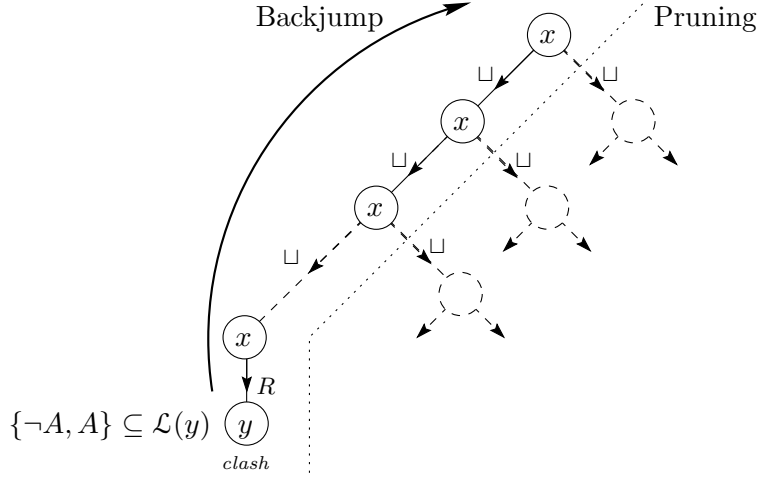 Backjump
Pruning
x
⊔ ⊔
x
⊔ ⊔
x
⊔ ⊔
x
R
{¬A, A} ⊆ ℒ(y) y
clash